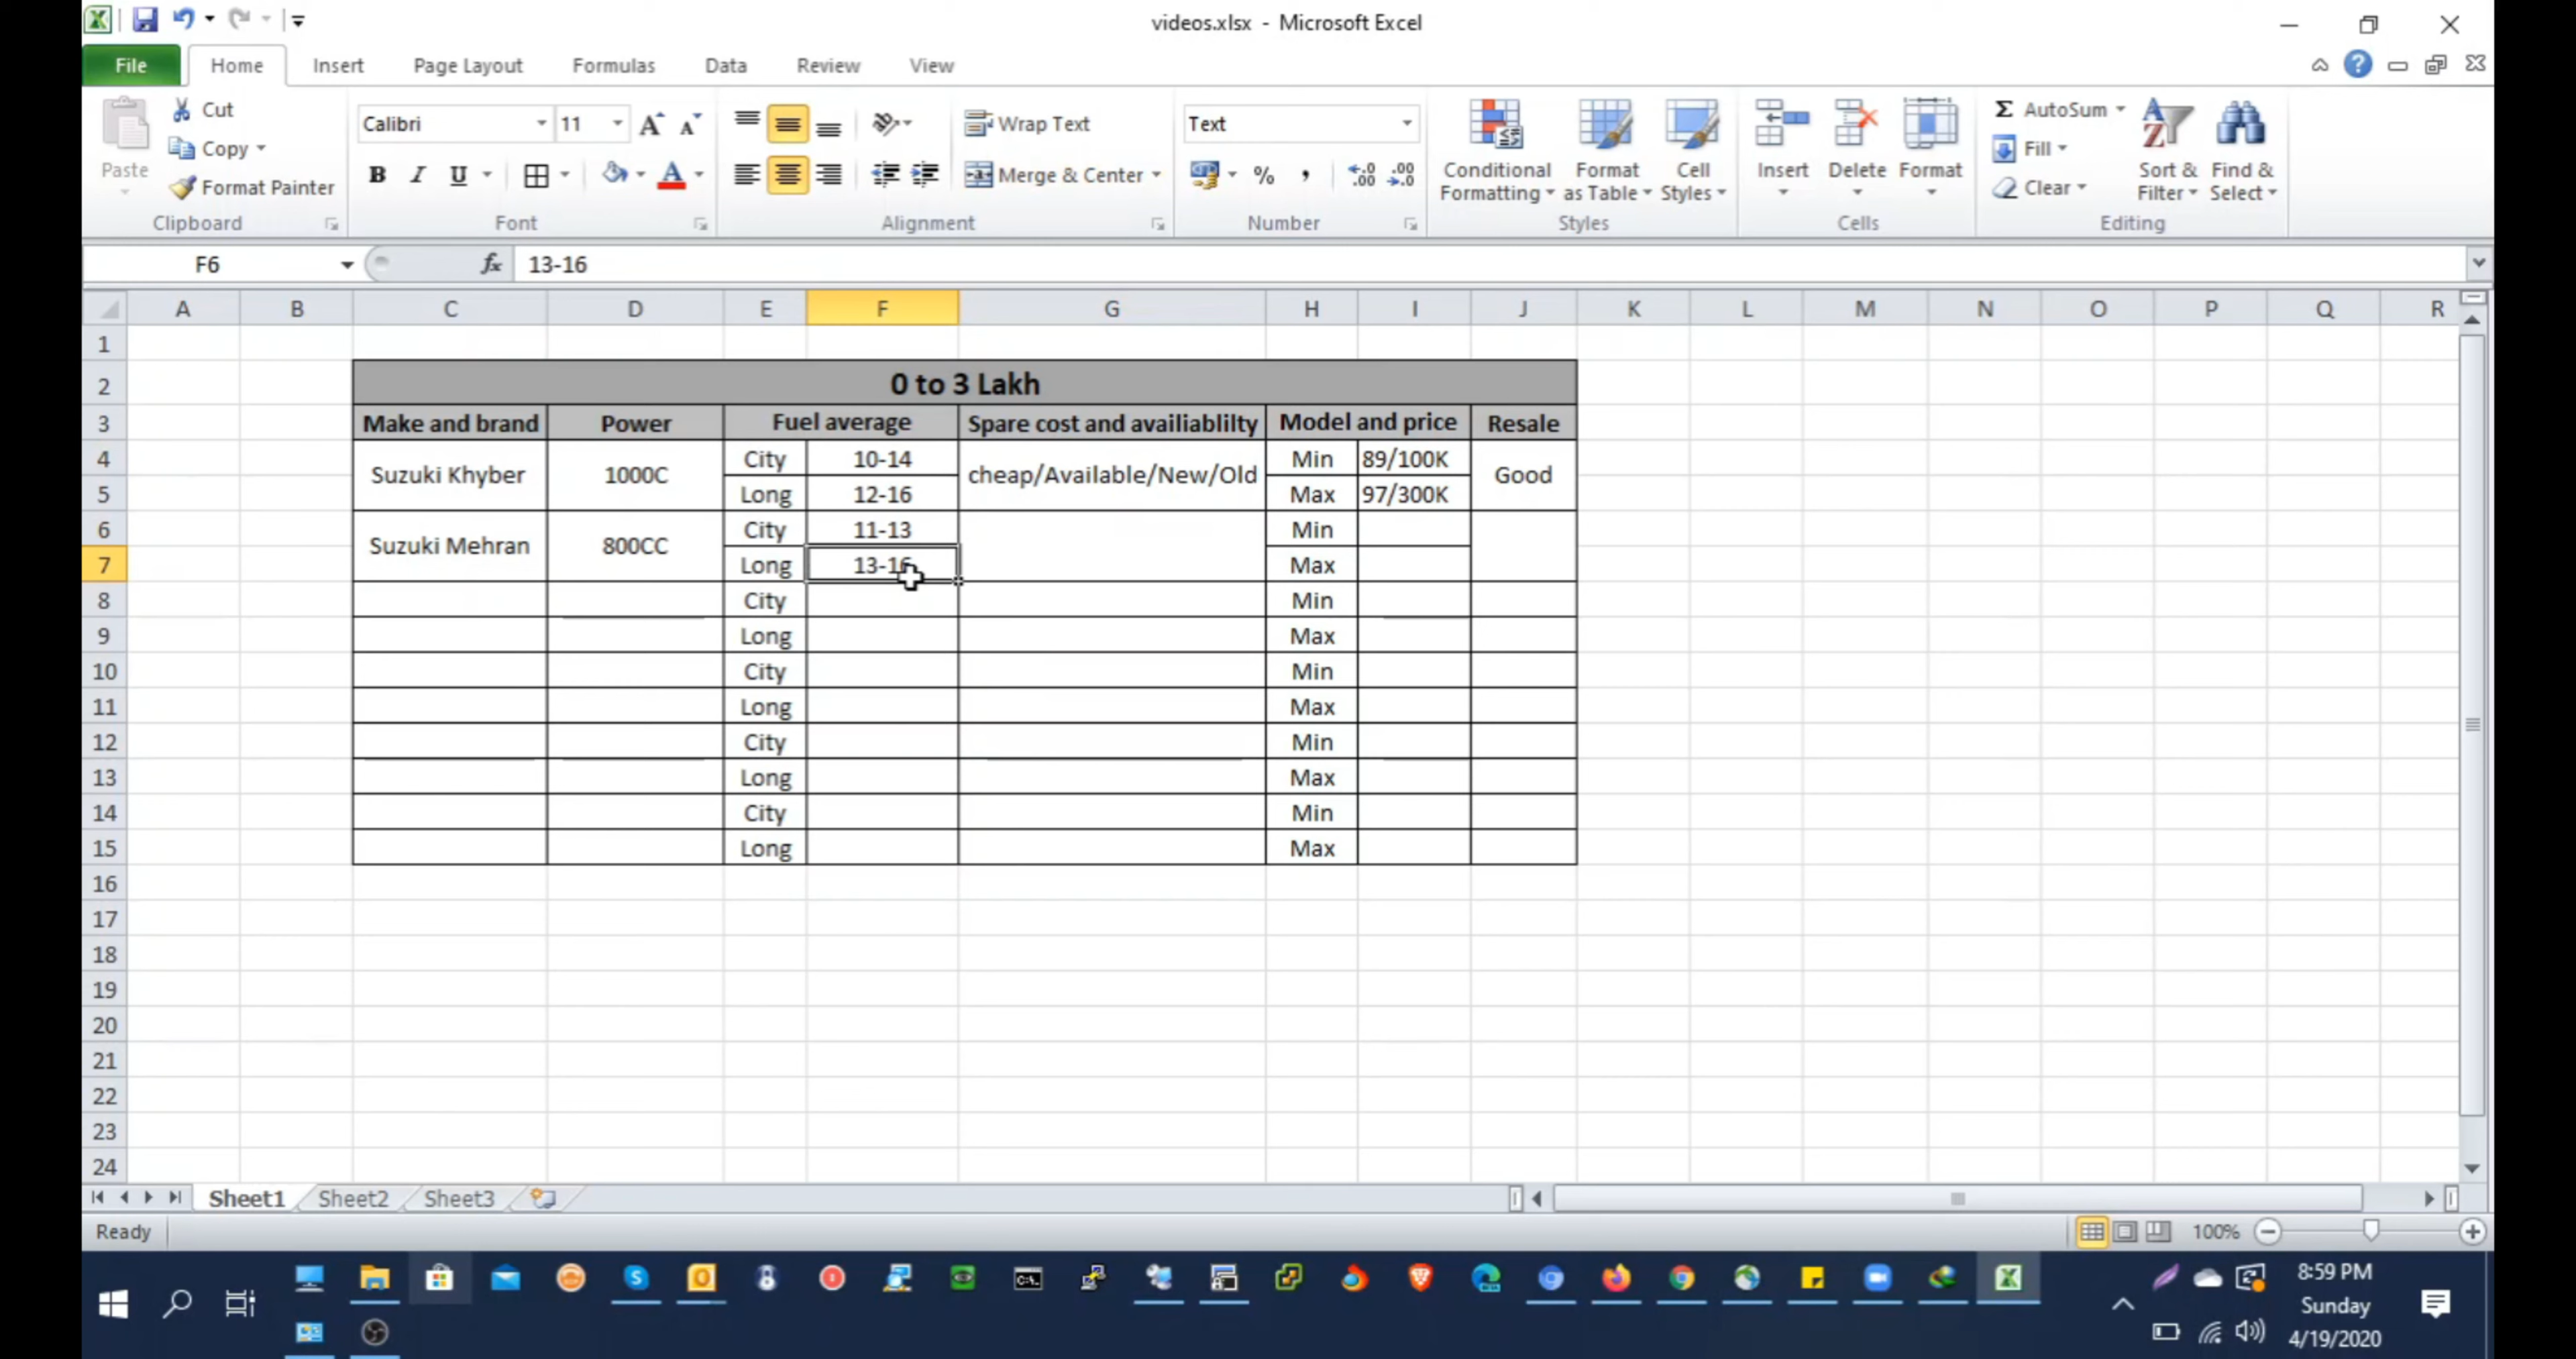 videos.xlsx - Microsoft Excel
File Home Insert Page Layout Formulas Data Review View
Paste
Cut
Copy
Format Painter
Clipboard
Calibri 11
B I U
Font
Wrap Text
Merge & Center
Alignment
Text
%
Number
Conditional Formatting
Format as Table
Cell Styles
Styles
Insert Delete Format
Cells
AutoSum
Fill
Clear
Sort & Filter
Find & Select
Editing
F6 fx 13-16
A B C D E F G H I J K L M N O P Q R
1
2 0 to 3 Lakh
3 Make and brand Power Fuel average Spare cost and availiablilty Model and price Resale
4 Suzuki Khyber 1000C City 10-14 cheap/Available/New/Old Min 89/100K Good
5 Long 12-16 Max 97/300K
6 Suzuki Mehran 800CC City 11-13 Min
7 Long 13-16 Max
8 City Min
9 Long Max
10 City Min
11 Long Max
12 City Min
13 Long Max
14 City Min
15 Long Max
16
17
18
19
20
21
22
23
24
Sheet1 Sheet2 Sheet3
Ready 100%
8:59 PM
Sunday
4/19/2020